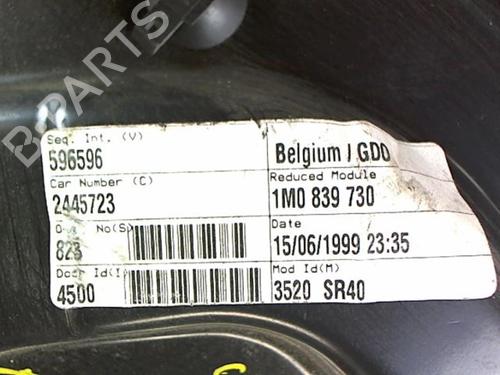 B-PARTS
Seq. Int. (V)
596596
Belgium / GDO
Car Number (C)
2445723
Reduced Module
1M0 839 730
No(S)
823
Date
15/06/1999 23:35
Door Id(I)
4500
Mod Id(M)
3520 SR40